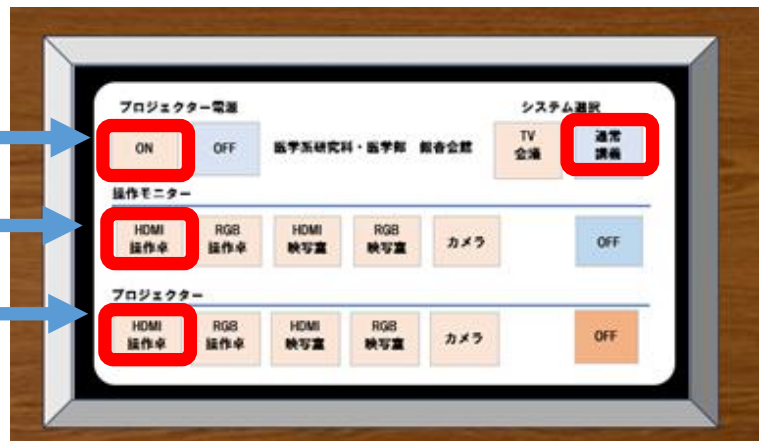 プロジェクター電源
システム選択
ON
OFF
医学系研究科・医学部 銀杏会館
TV
会議
通常
講義
操作モニター
HDMI
操作卓
RGB
操作卓
HDMI
映写室
RGB
映写室
カメラ
OFF
プロジェクター
HDMI
操作卓
RGB
操作卓
HDMI
映写室
RGB
映写室
カメラ
OFF